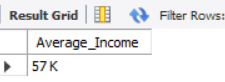 Result Grid Filter Rows:
Average_Income
57 K